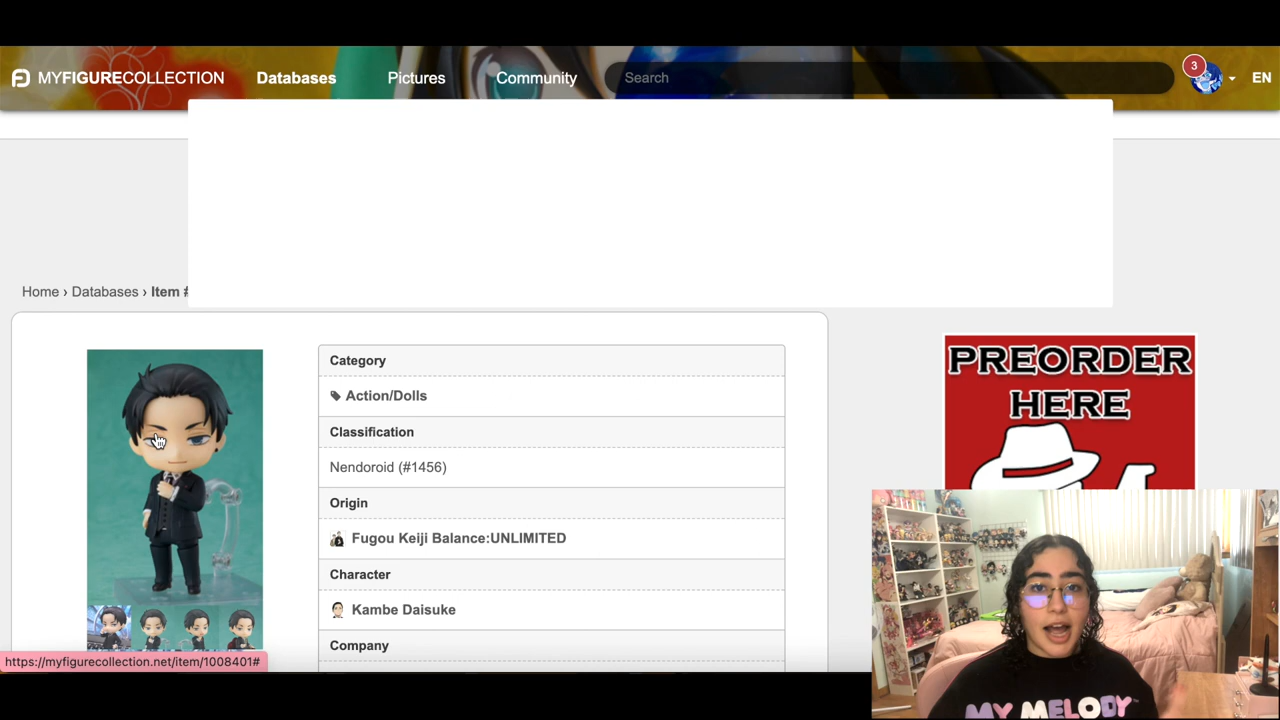 MYFIGURECOLLECTION Databases Pictures Community Search 3 EN
Home › Databases › Item #
Category
Action/Dolls
Classification
Nendoroid (#1456)
Origin
Fugou Keiji Balance:UNLIMITED
Character
Kambe Daisuke
Company
PREORDER
HERE
https://myfigurecollection.net/item/1008401#
MY MELODY